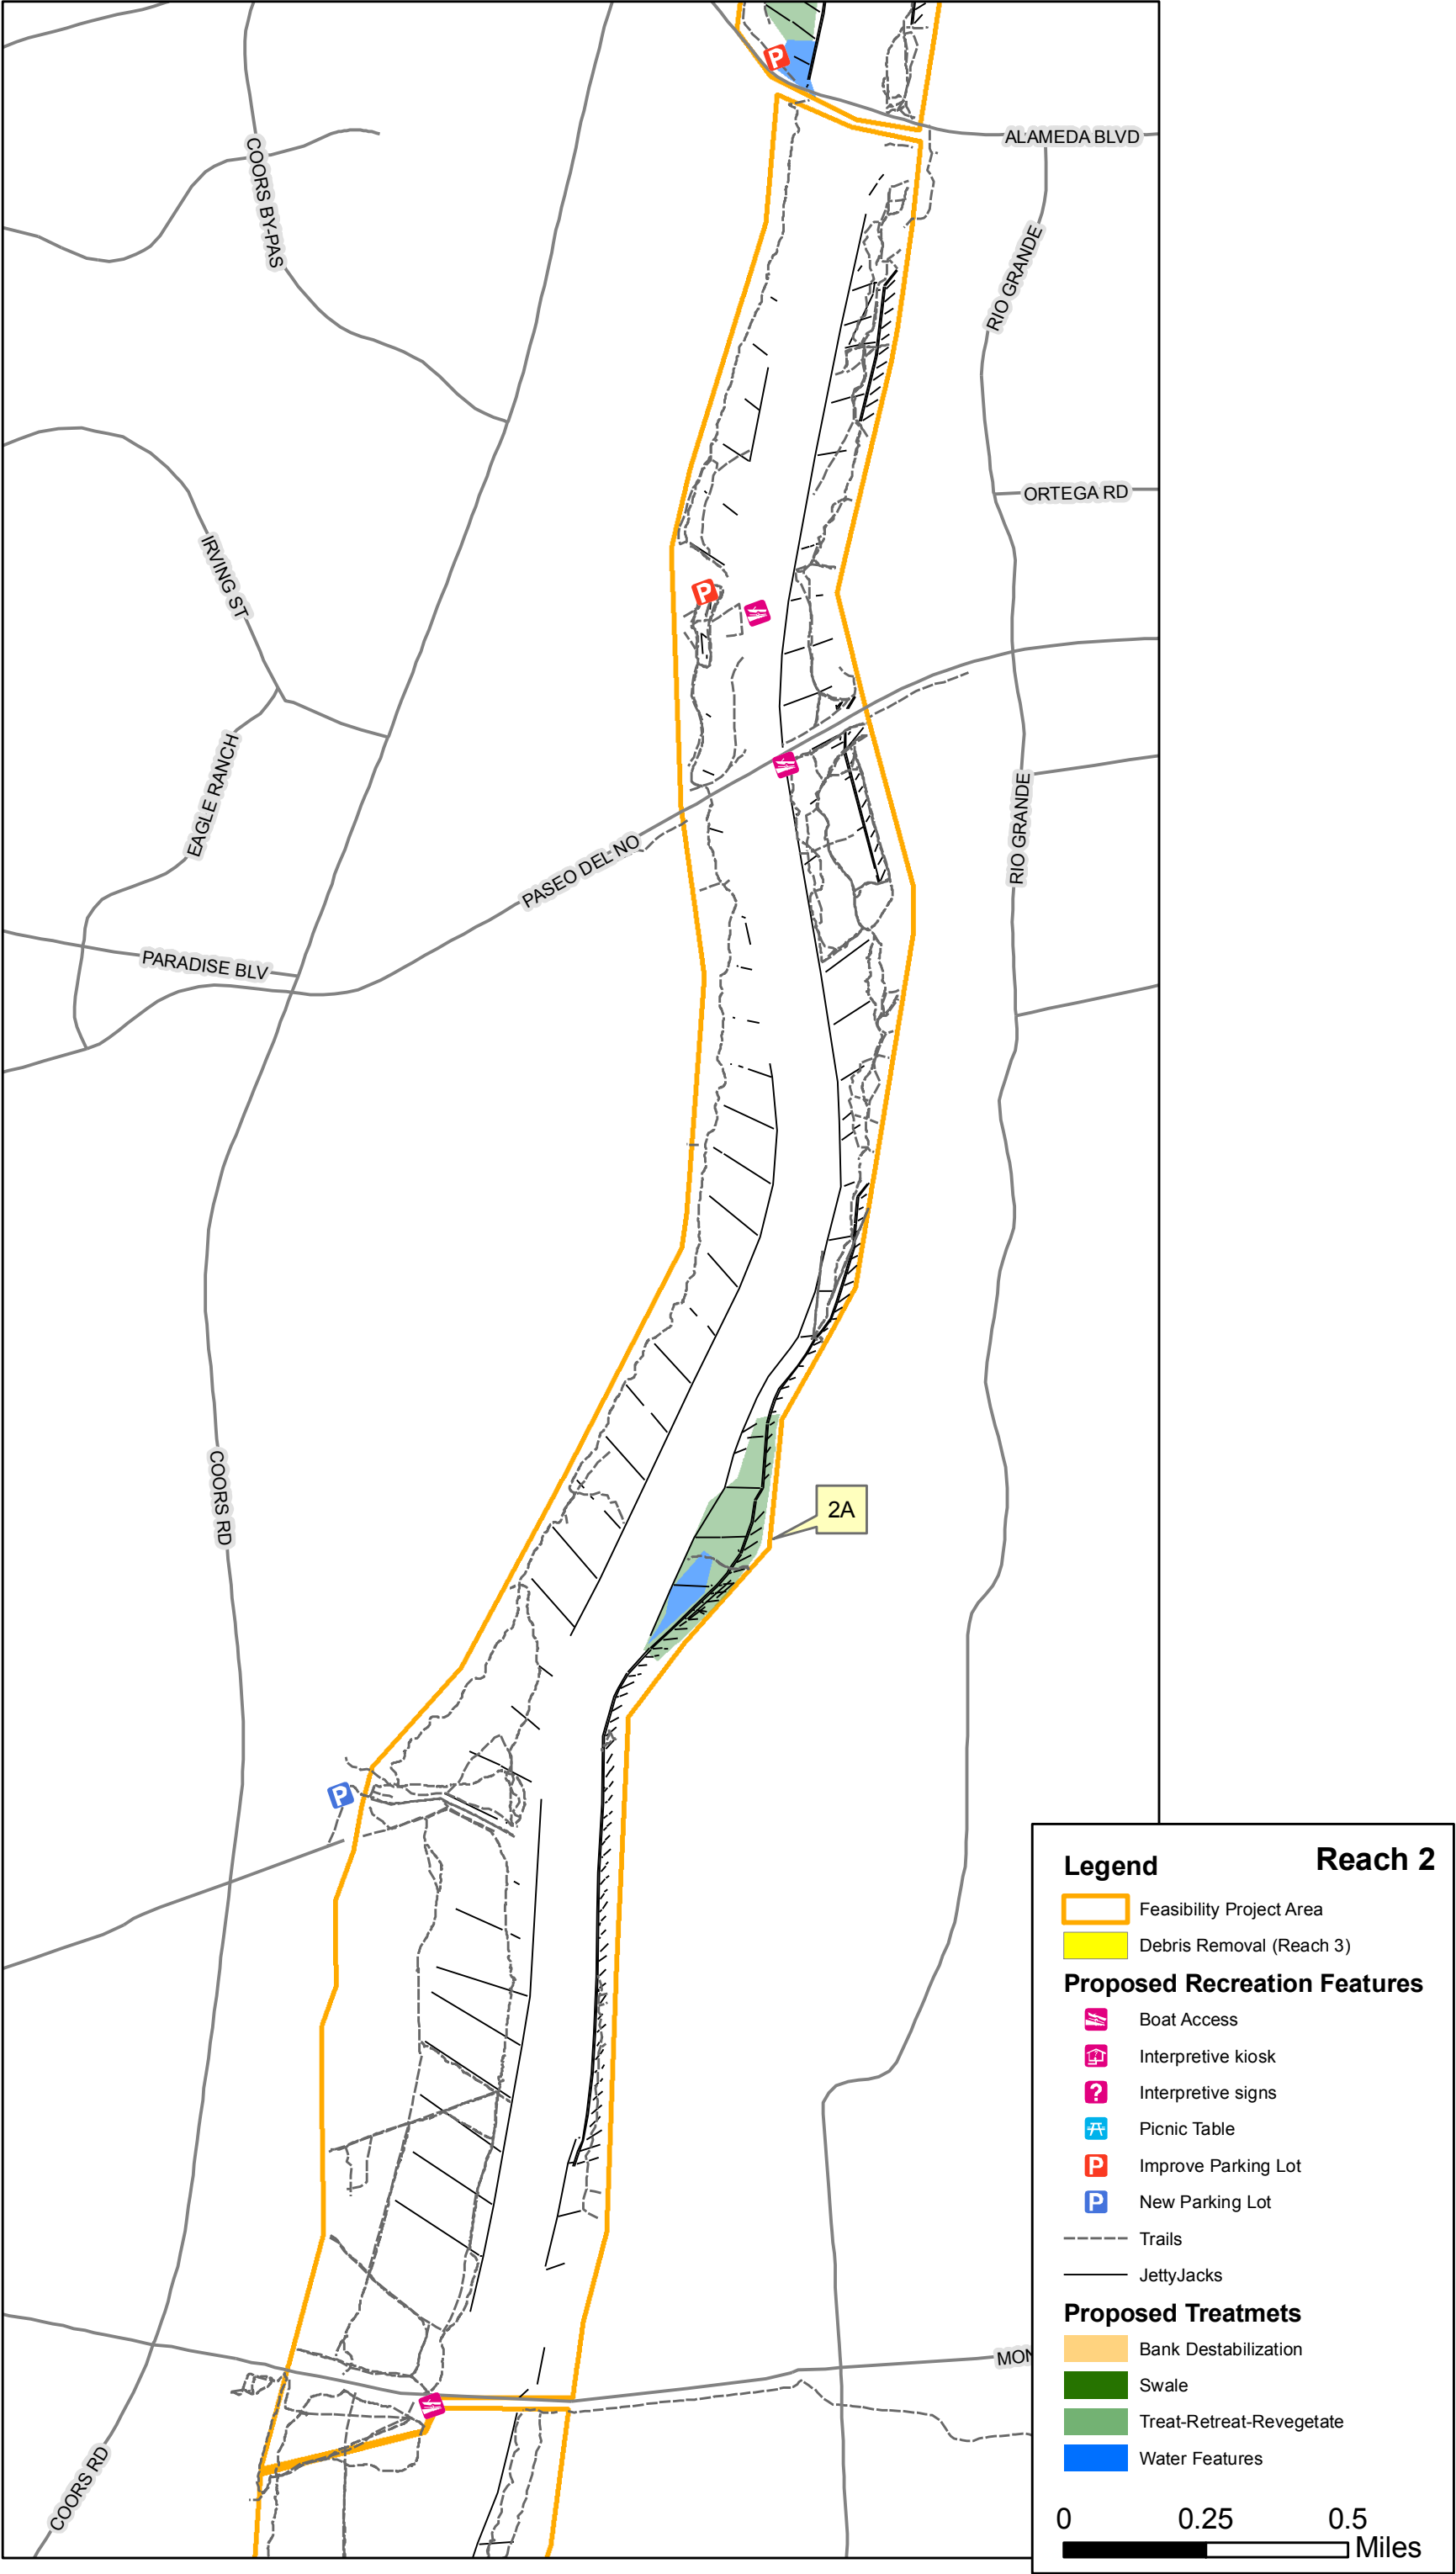 P
ALAMEDA BLVD
COORS BY-PAS
RIO GRANDE
ORTEGA RD
IRVING ST
P
EAGLE RANCH
RIO GRANDE
PASEO DEL NO
PARADISE BLV
COORS RD
2A
P
MON
COORS RD
Legend
Reach 2
Feasibility Project Area
Debris Removal (Reach 3)
Proposed Recreation Features
Boat Access
Interpretive kiosk
? Interpretive signs
Picnic Table
P Improve Parking Lot
P New Parking Lot
Trails
JettyJacks
Proposed Treatmets
Bank Destabilization
Swale
Treat-Retreat-Revegetate
Water Features
0 0.25 0.5
Miles